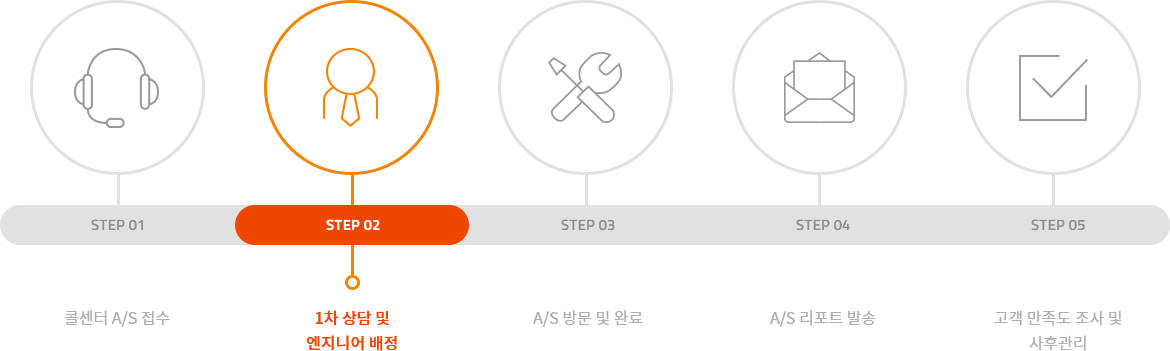 STEP 01
STEP 02
STEP 03
STEP 04
STEP 05
콜센터 A/S 접수
1차 상담 및
엔지니어 배정
A/S 방문 및 완료
A/S 리포트 발송
고객 만족도 조사 및
사후관리